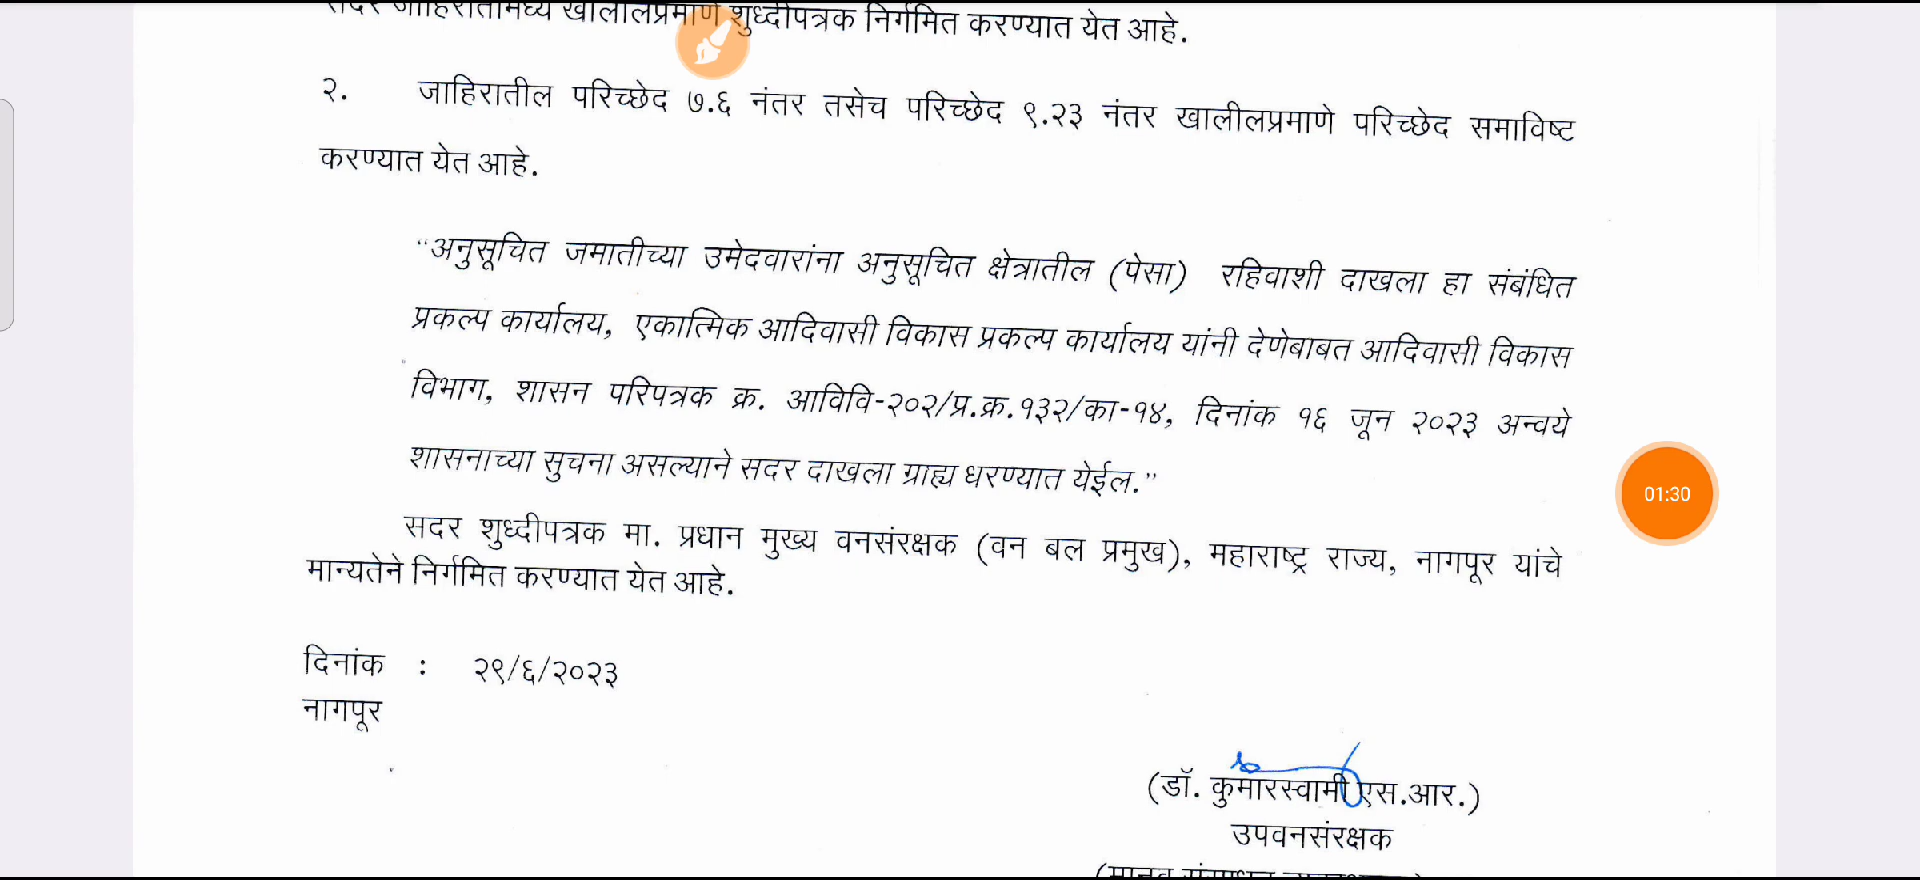 सदर जाहिरातीमध्ये खालीलप्रमाणे शुध्दीपत्रक निर्गमित करण्यात येत आहे.
२. जाहिरातील परिच्छेद ७.६ नंतर तसेच परिच्छेद ९.२३ नंतर खालीलप्रमाणे परिच्छेद समाविष्ट
करण्यात येत आहे.
“अनुसूचित जमातीच्या उमेदवारांना अनुसूचित क्षेत्रातील (पेसा) रहिवाशी दाखला हा संबंधित
प्रकल्प कार्यालय, एकात्मिक आदिवासी विकास प्रकल्प कार्यालय यांनी देणेबाबत आदिवासी विकास
विभाग, शासन परिपत्रक क्र. आविवि-२०२/प्र.क्र.१३२/का-१४, दिनांक १६ जून २०२३ अन्वये
शासनाच्या सुचना असल्याने सदर दाखला ग्राह्य धरण्यात येईल.”
सदर शुध्दीपत्रक मा. प्रधान मुख्य वनसंरक्षक (वन बल प्रमुख), महाराष्ट्र राज्य, नागपूर यांचे
मान्यतेने निर्गमित करण्यात येत आहे.
01:30
दिनांक : २९/६/२०२३
नागपूर
(डॉ. कुमारस्वामी एस.आर.)
उपवनसंरक्षक